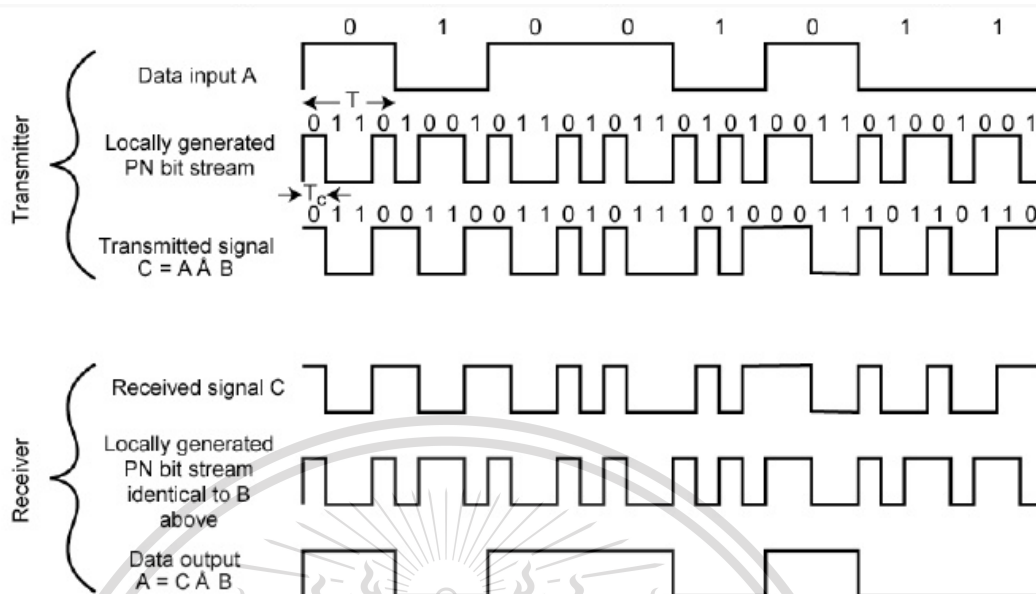 0 1 0 0 1 0 1 1
Data input A
T
0 1 1 0 1 0 0 1 0 1 1 0 1 0 1 1 0 1 0 1 0 0 1 1 0 1 0 0 1 0 0 1
Locally generated
PN bit stream
Tc
0 1 1 0 0 1 1 0 0 1 1 0 1 0 1 1 1 0 1 0 0 0 1 1 1 0 1 1 0 1 1 0
Transmitted signal
C = A Å B
Transmitter
Received signal C
Locally generated
PN bit stream
identical to B
above
Data output
A = C Å B
Receiver